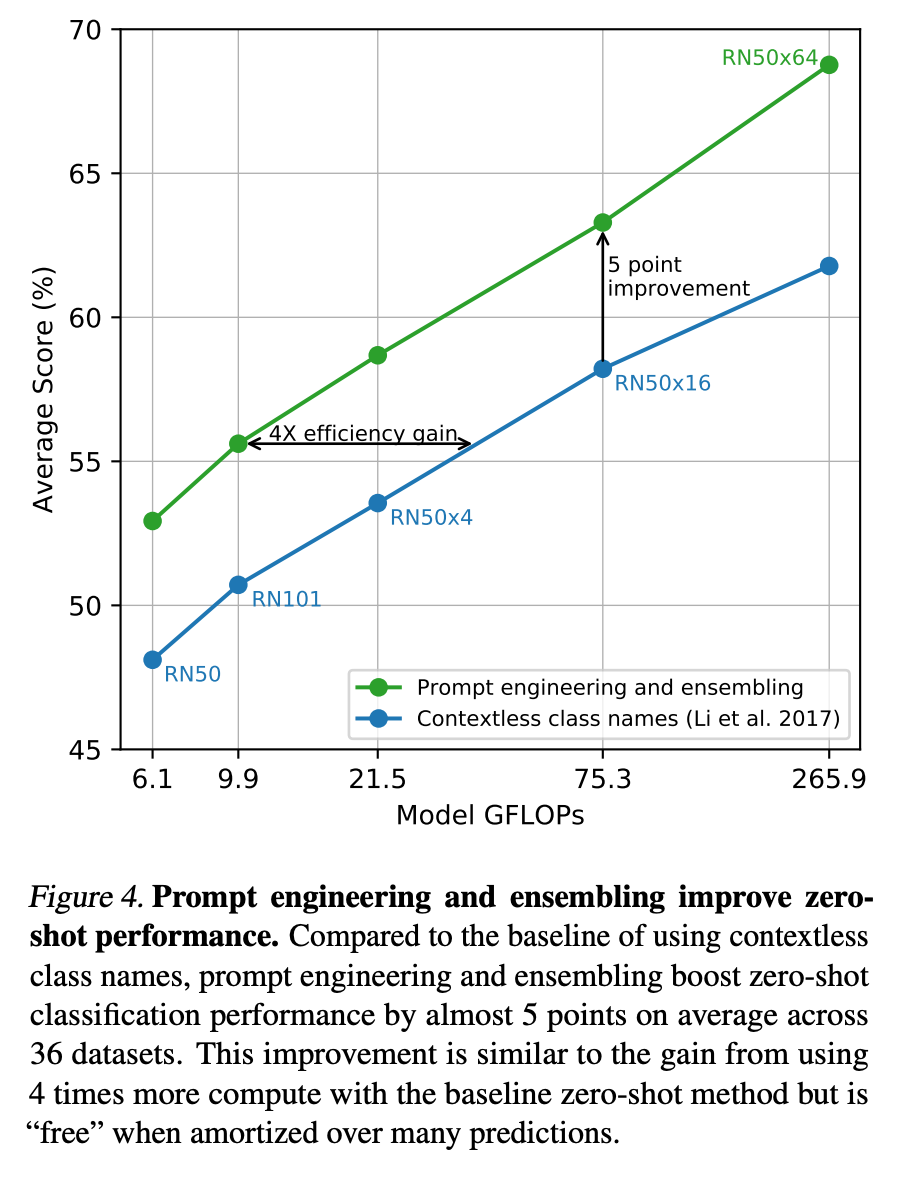 70
65
60
55
50
45
Average Score (%)
RN50x64
5 point
improvement
RN50x16
4X efficiency gain
RN50x4
RN101
RN50
Prompt engineering and ensembling
Contextless class names (Li et al. 2017)
6.1 9.9 21.5 75.3 265.9
Model GFLOPs
Figure 4. Prompt engineering and ensembling improve zero-
shot performance. Compared to the baseline of using contextless
class names, prompt engineering and ensembling boost zero-shot
classification performance by almost 5 points on average across
36 datasets. This improvement is similar to the gain from using
4 times more compute with the baseline zero-shot method but is
“free” when amortized over many predictions.